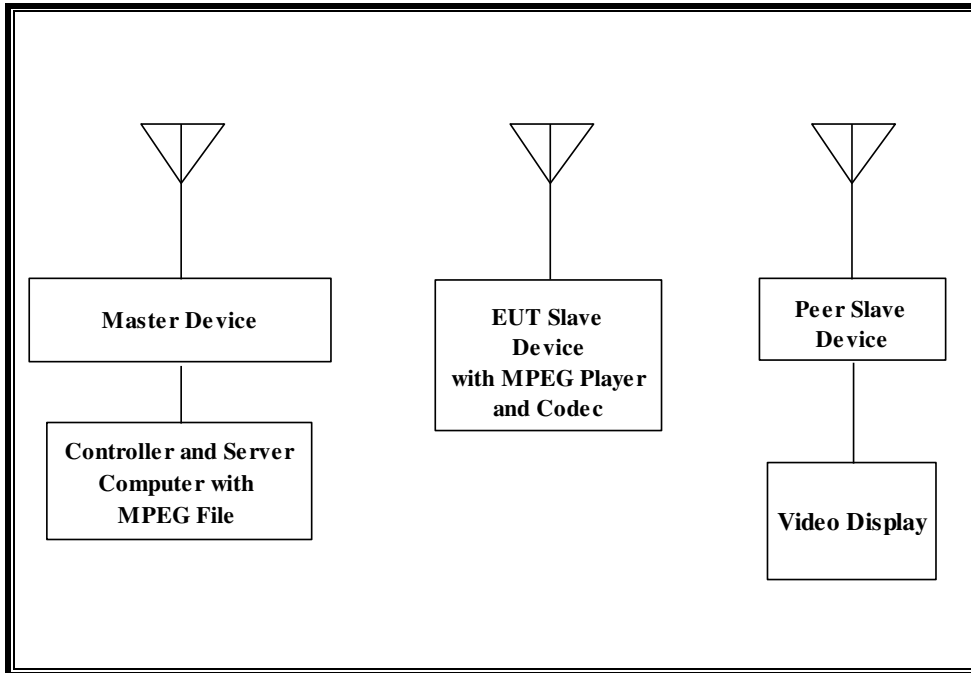 Master Device
Controller and Server
Computer with
MPEG File
EUT Slave
Device
with MPEG Player
and Codec
Peer Slave
Device
Video Display